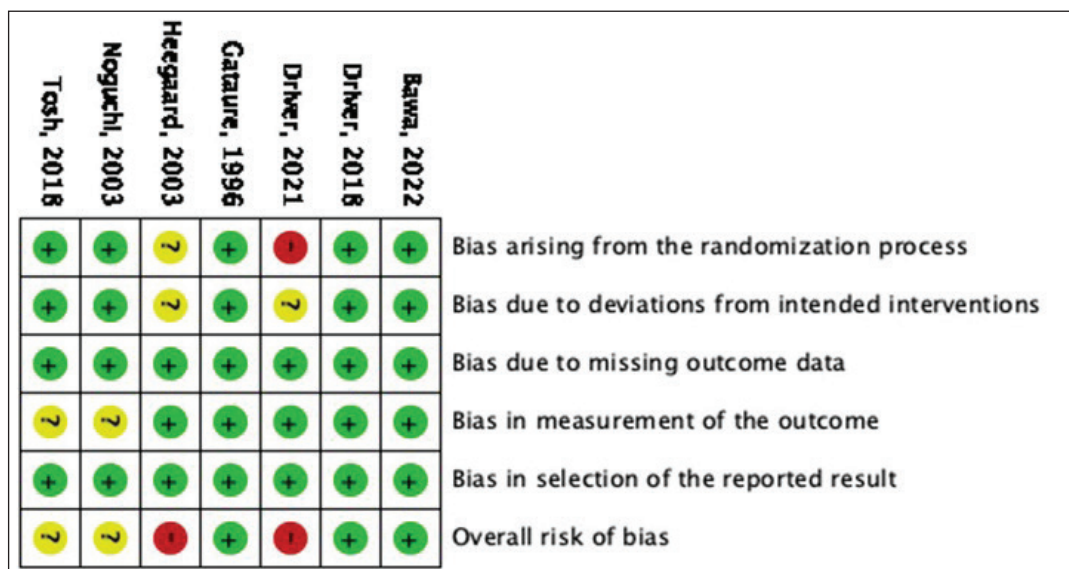 Tosh, 2018
Noguchi, 2003
Heegaard, 2003
Gataure, 1996
Driver, 2021
Driver, 2018
Bawa, 2022
+ + ? + - + + Bias arising from the randomization process
+ + ? + ? + + Bias due to deviations from intended interventions
+ + + + + + + Bias due to missing outcome data
? ? + + + + + Bias in measurement of the outcome
+ + + + + + + Bias in selection of the reported result
? ? - + - + + Overall risk of bias